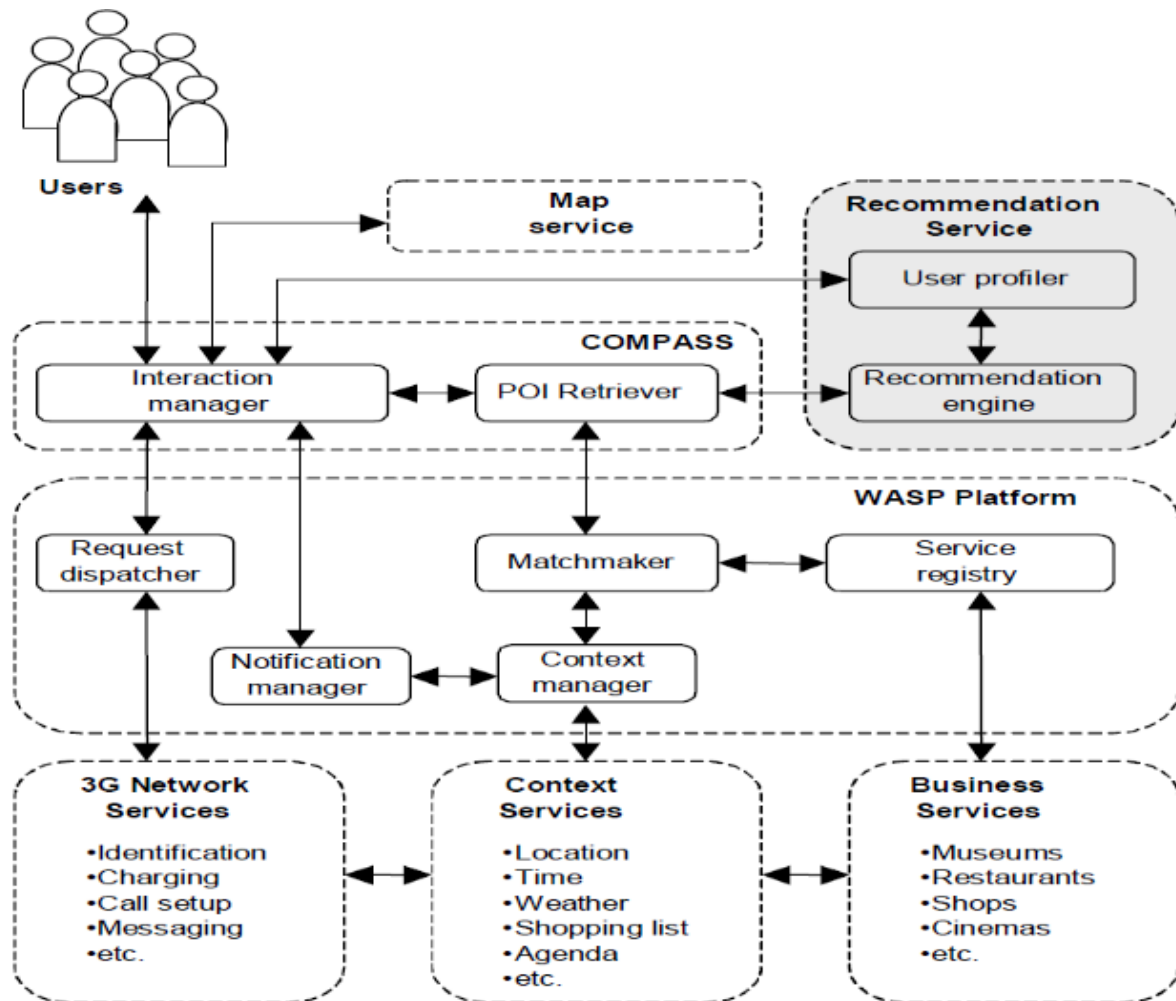 Users
Map
service
Recommendation
Service
User profiler
COMPASS
Interaction
manager
POI Retriever
Recommendation
engine
WASP Platform
Request
dispatcher
Matchmaker
Service
registry
Notification
manager
Context
manager
3G Network
Services
•Identification
•Charging
•Call setup
•Messaging
•etc.
Context
Services
•Location
•Time
•Weather
•Shopping list
•Agenda
•etc.
Business
Services
•Museums
•Restaurants
•Shops
•Cinemas
•etc.